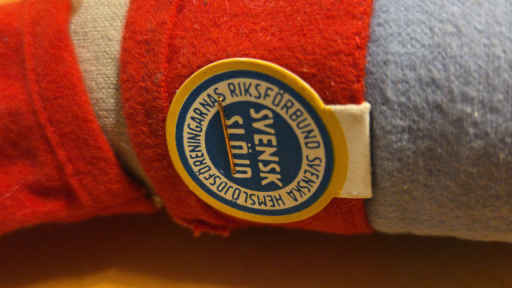 SVENSKA HEMSLÖJDSFÖRENINGARNAS RIKSFÖRBUND
SVENSK
SLÖJD